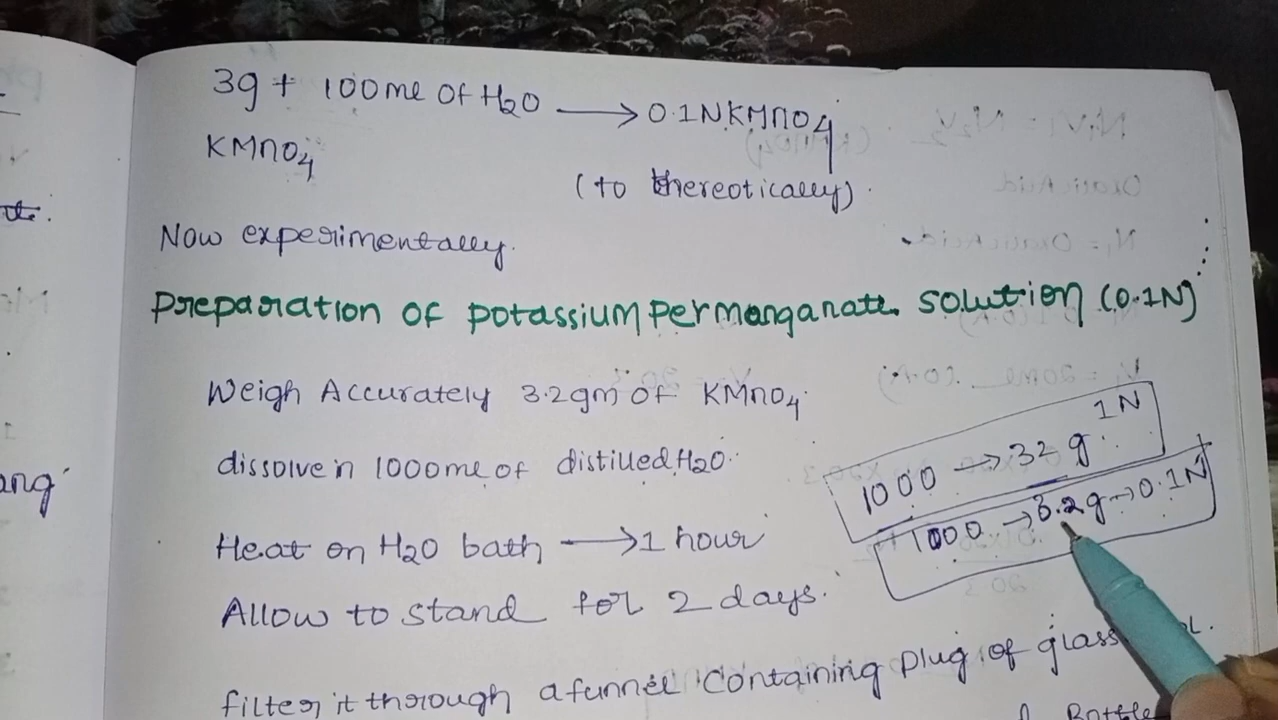 3g + 100ml Of H2O → 0.1N KMnO4
KMnO4
(to thereotically).
Now experimentally.
Preparation of potassium permanganate. solution (0.1N)
Weigh Accurately 3.2gm of KMnO4
dissolve in 1000ml of distilled H2O.
1000 → 32 g 1N
1000 → 3.2g → 0.1N
Heat on H2O bath → 1 hour
Allow to stand for 2 days.
filter it through a funnel Containing plug of glass
Bottle